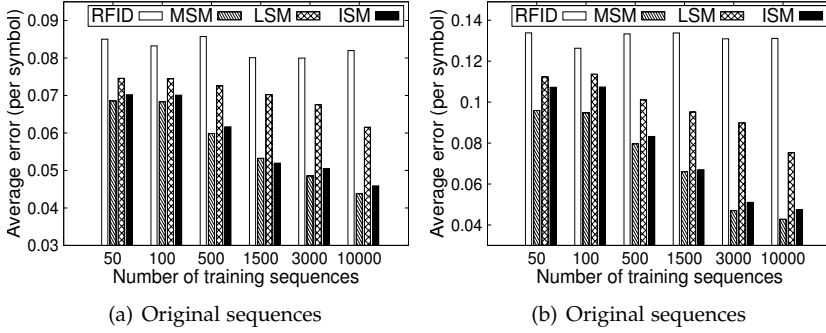 RFID MSM LSM ISM
Average error (per symbol)
0.09
0.08
0.07
0.06
0.05
0.04
0.03
50 100 500 1500 3000 10000
Number of training sequences
(a) Original sequences
RFID MSM LSM ISM
Average error (per symbol)
0.14
0.12
0.1
0.08
0.06
0.04
50 100 500 1500 3000 10000
Number of training sequences
(b) Original sequences